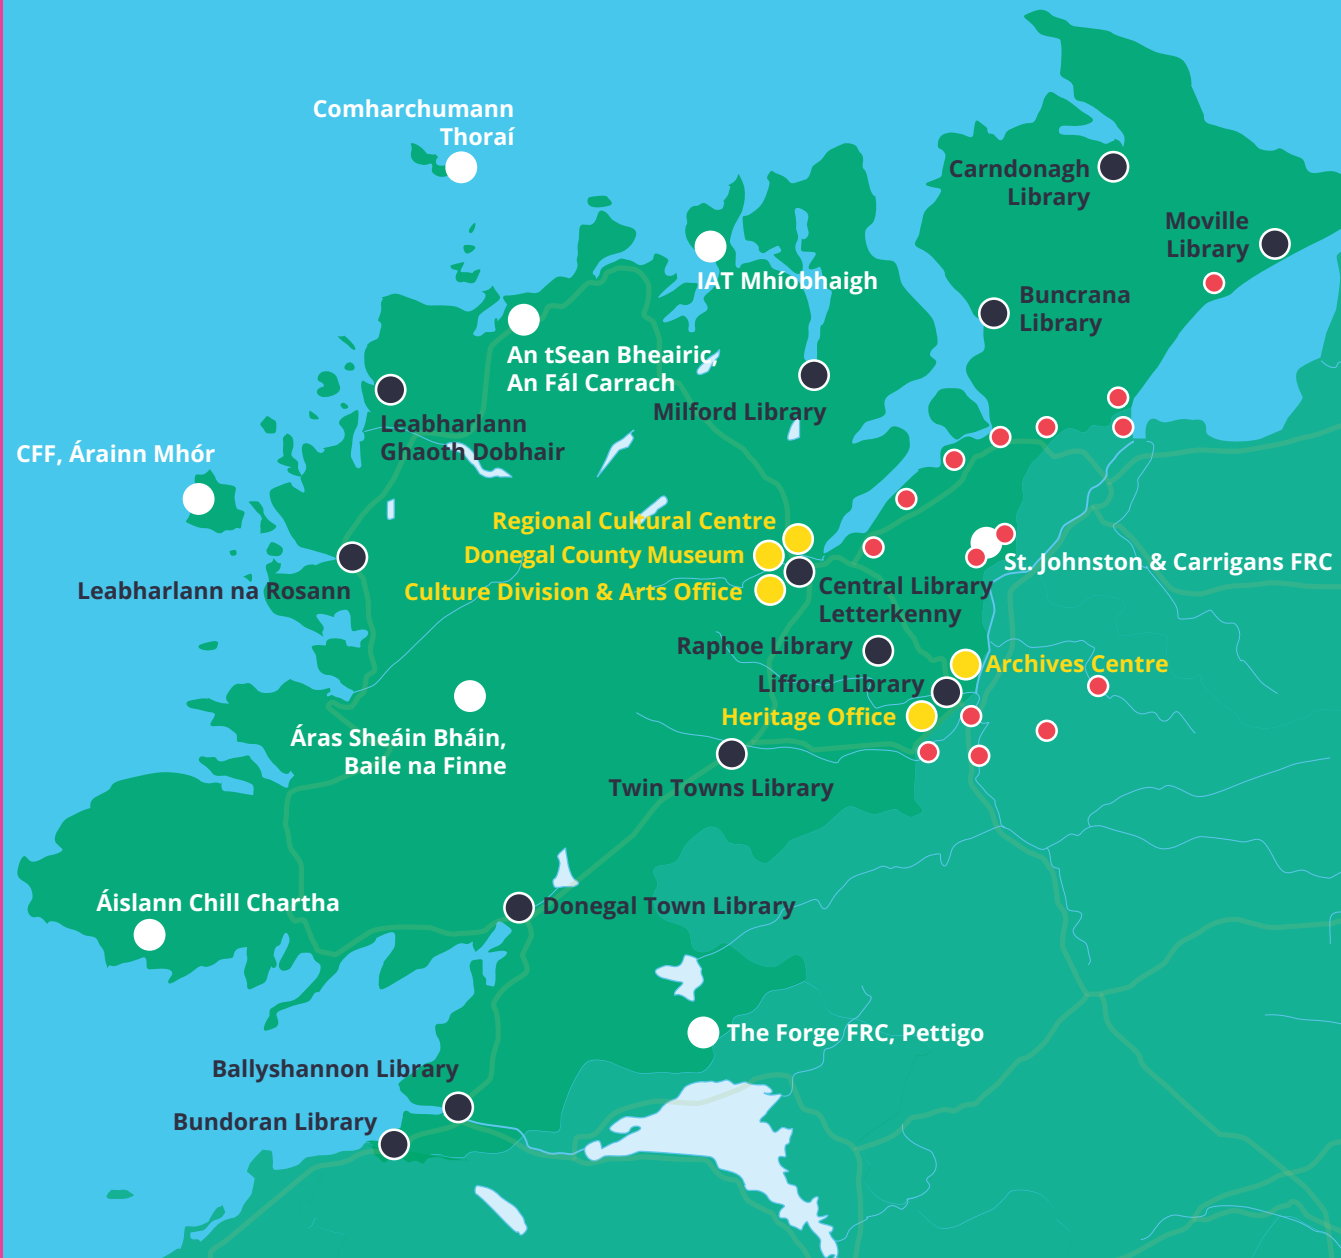 Comharchumann
Thoraí
Carndonagh
Library
Moville
Library
IAT Mhíobhaigh
Buncrana
Library
An tSean Bheairic,
An Fál Carrach
Milford Library
Leabharlann
Ghaoth Dobhair
CFF, Árainn Mhór
Regional Cultural Centre
Donegal County Museum
St. Johnston & Carrigans FRC
Leabharlann na Rosann
Culture Division & Arts Office
Central Library
Letterkenny
Raphoe Library
Archives Centre
Lifford Library
Heritage Office
Áras Sheáin Bháin,
Baile na Finne
Twin Towns Library
Áislann Chill Chartha
Donegal Town Library
The Forge FRC, Pettigo
Ballyshannon Library
Bundoran Library